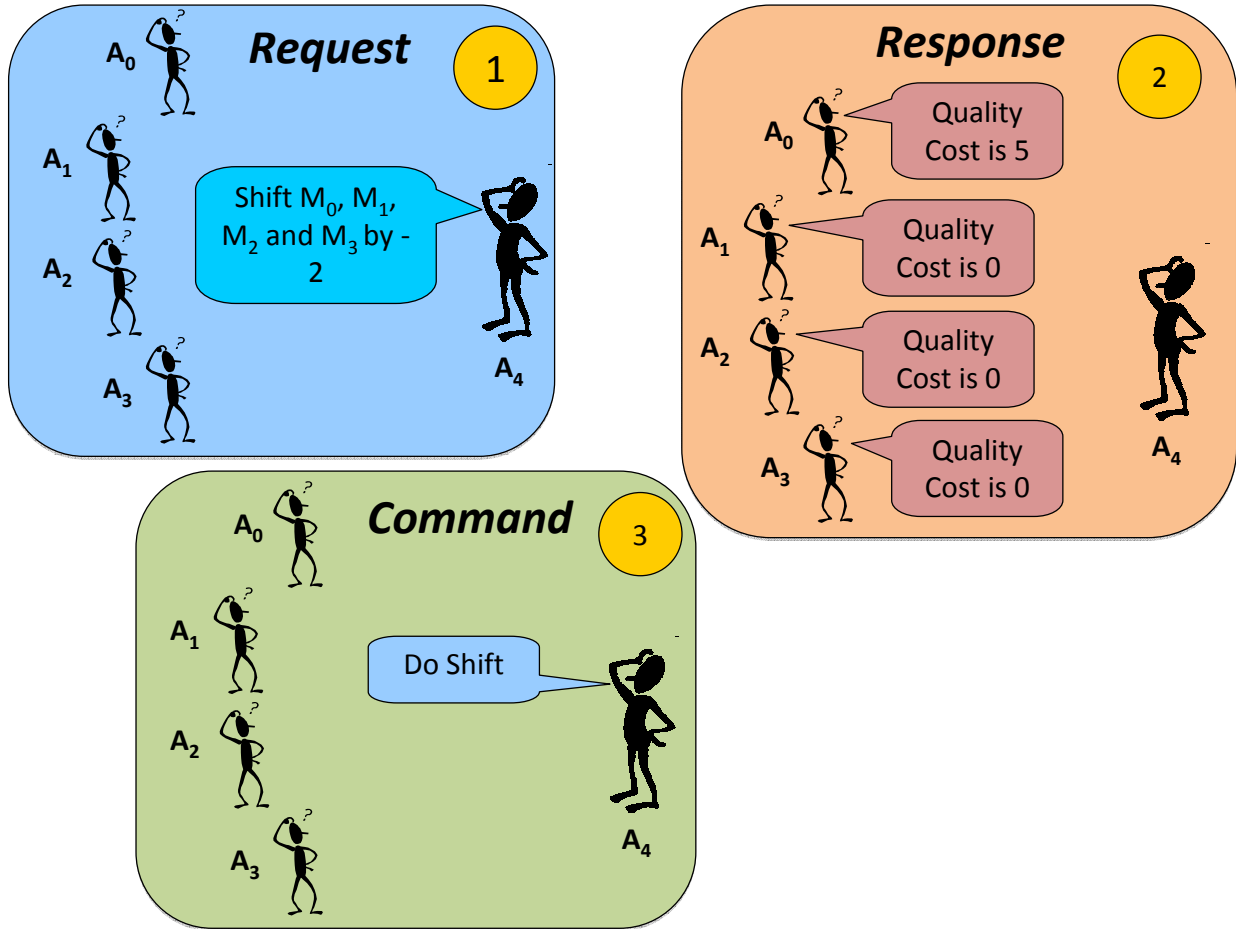 Request
1
A₀
A₁
A₂
A₃
Shift M₀, M₁,
M₂ and M₃ by -
2
A₄
Response
2
A₀
Quality
Cost is 5
A₁
Quality
Cost is 0
A₂
Quality
Cost is 0
A₃
Quality
Cost is 0
A₄
Command
3
A₀
A₁
A₂
A₃
Do Shift
A₄